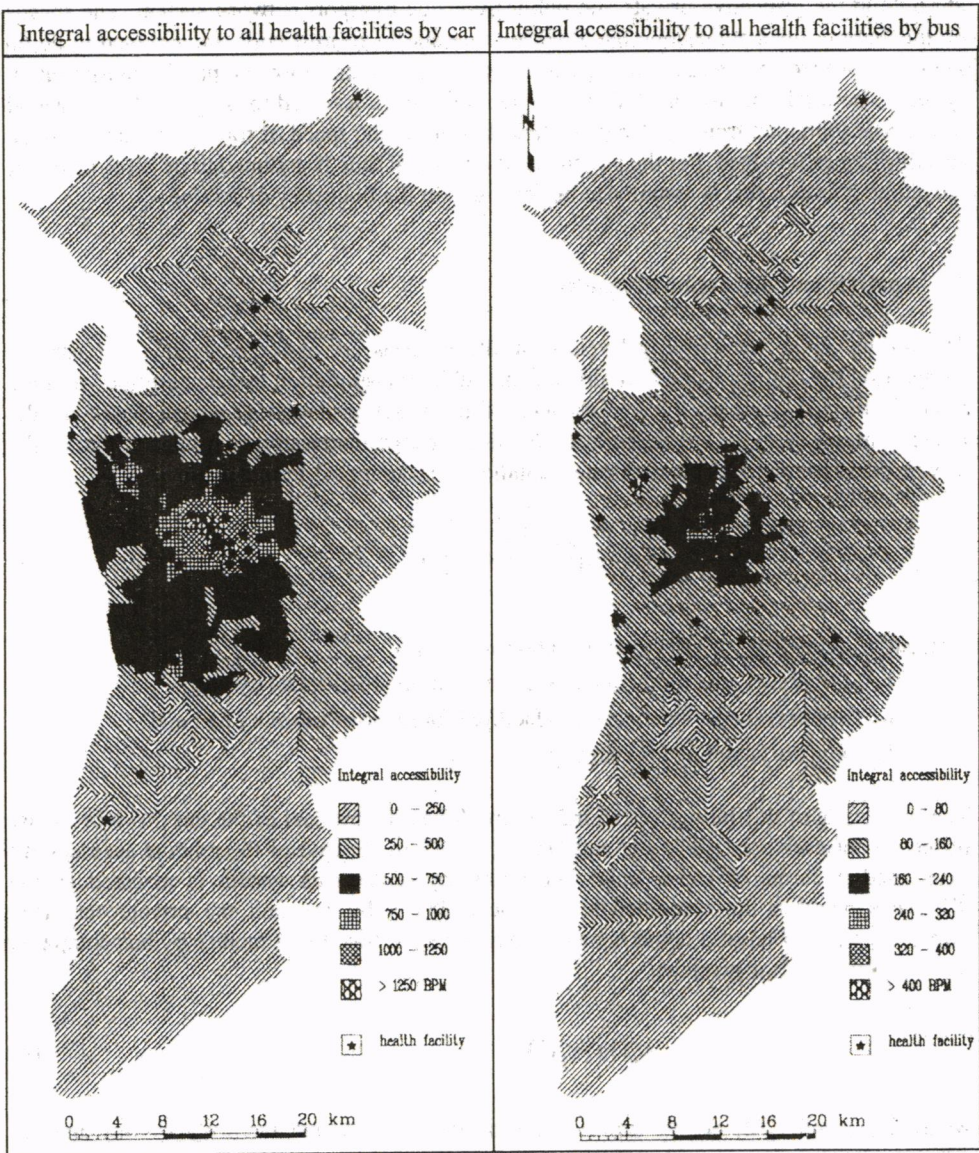 Integral accessibility to all health facilities by car
Integral accessibility to all health facilities by bus
N
Integral accessibility
0 - 250
250 - 500
500 - 750
750 - 1000
1000 - 1250
> 1250 BPM
health facility
0 4 8 12 16 20 km
Integral accessibility
0 - 80
80 - 160
160 - 240
240 - 320
320 - 400
> 400 BPM
health facility
0 4 8 12 16 20 km